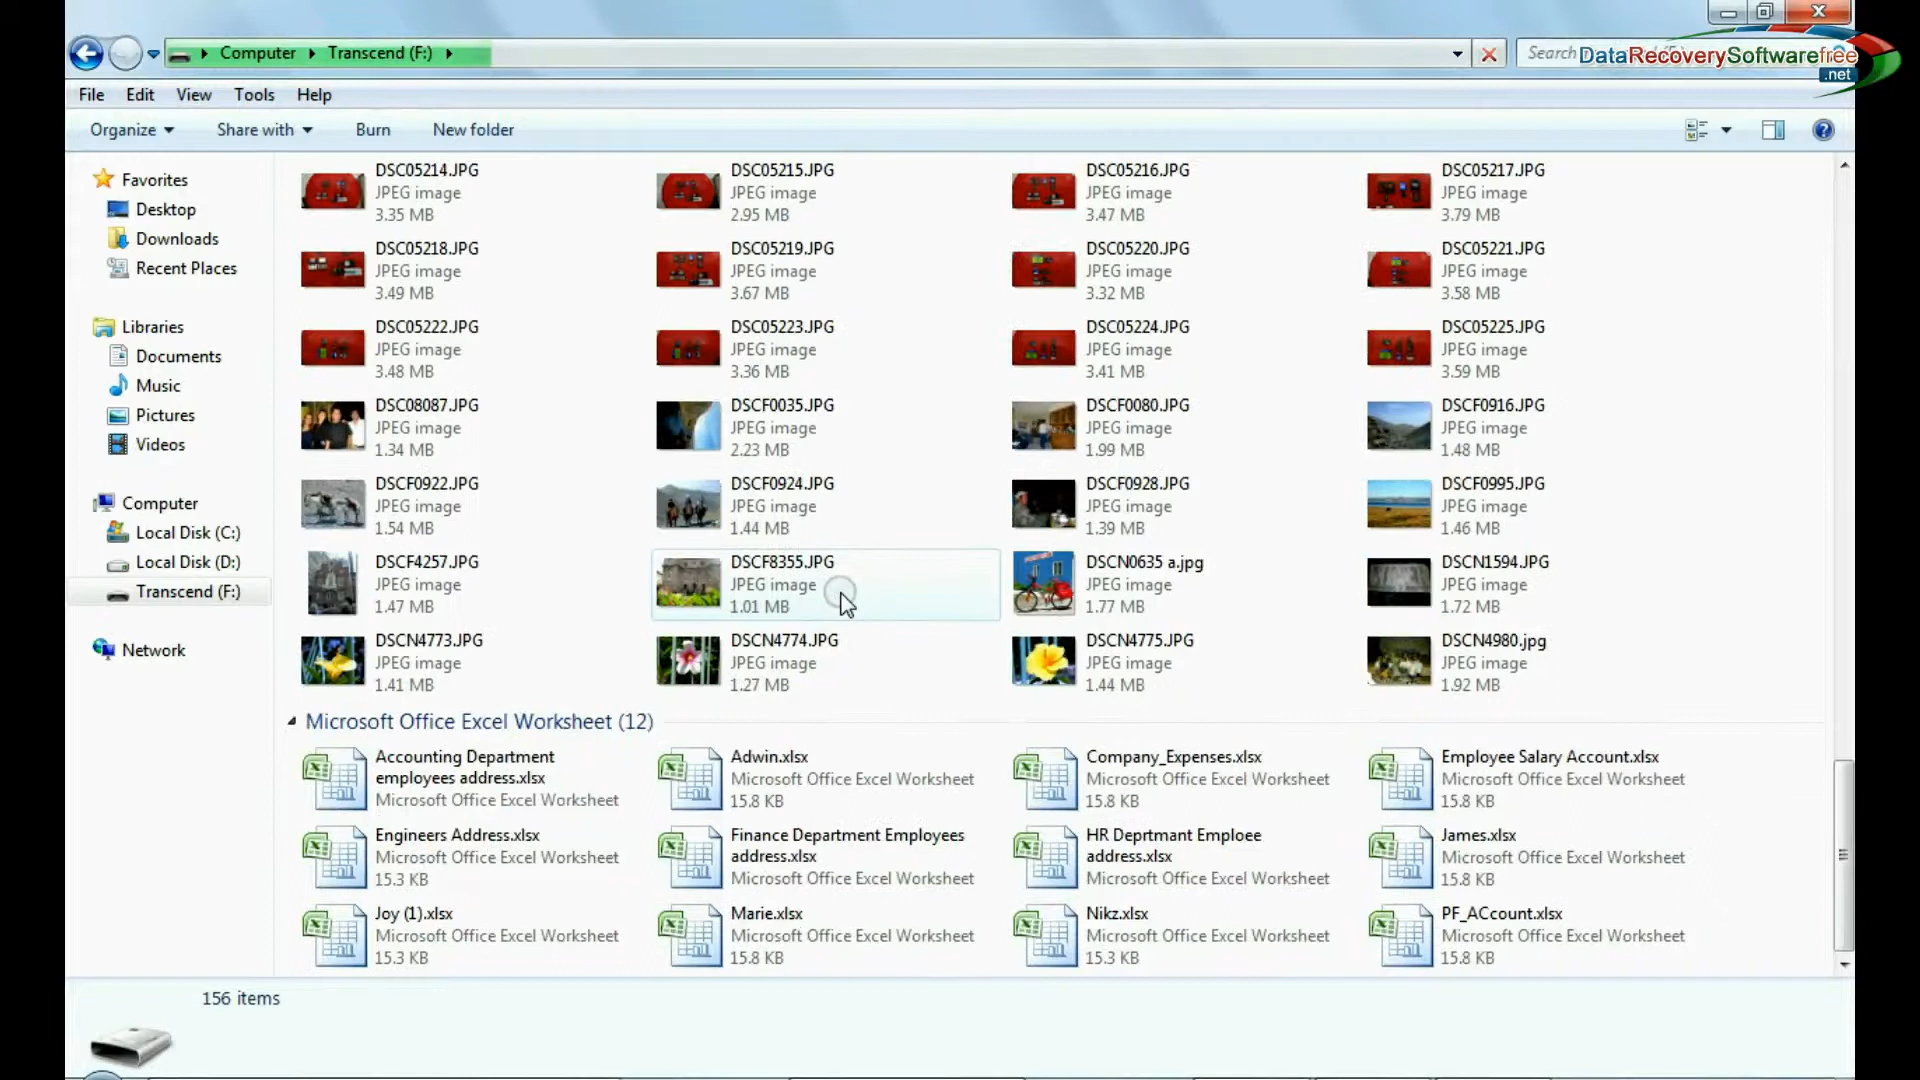 Computer Transcend (F:) Search
DataRecoverySoftwarefree
.net
File Edit View Tools Help
Organize Share with Burn New folder
Favorites
Desktop
Downloads
Recent Places
Libraries
Documents
Music
Pictures
Videos
Computer
Local Disk (C:)
Local Disk (D:)
Transcend (F:)
Network
DSC05214.JPG
JPEG image
3.35 MB
DSC05215.JPG
JPEG image
2.95 MB
DSC05216.JPG
JPEG image
3.47 MB
DSC05217.JPG
JPEG image
3.79 MB
DSC05218.JPG
JPEG image
3.49 MB
DSC05219.JPG
JPEG image
3.67 MB
DSC05220.JPG
JPEG image
3.32 MB
DSC05221.JPG
JPEG image
3.58 MB
DSC05222.JPG
JPEG image
3.48 MB
DSC05223.JPG
JPEG image
3.36 MB
DSC05224.JPG
JPEG image
3.41 MB
DSC05225.JPG
JPEG image
3.59 MB
DSC08087.JPG
JPEG image
1.34 MB
DSCF0035.JPG
JPEG image
2.23 MB
DSCF0080.JPG
JPEG image
1.99 MB
DSCF0916.JPG
JPEG image
1.48 MB
DSCF0922.JPG
JPEG image
1.54 MB
DSCF0924.JPG
JPEG image
1.44 MB
DSCF0928.JPG
JPEG image
1.39 MB
DSCF0995.JPG
JPEG image
1.46 MB
DSCF4257.JPG
JPEG image
1.47 MB
DSCF8355.JPG
JPEG image
1.01 MB
DSCN0635 a.jpg
JPEG image
1.77 MB
DSCN1594.JPG
JPEG image
1.72 MB
DSCN4773.JPG
JPEG image
1.41 MB
DSCN4774.JPG
JPEG image
1.27 MB
DSCN4775.JPG
JPEG image
1.44 MB
DSCN4980.jpg
JPEG image
1.92 MB
Microsoft Office Excel Worksheet (12)
Accounting Department
employees address.xlsx
Microsoft Office Excel Worksheet
Adwin.xlsx
Microsoft Office Excel Worksheet
15.8 KB
Company_Expenses.xlsx
Microsoft Office Excel Worksheet
15.8 KB
Employee Salary Account.xlsx
Microsoft Office Excel Worksheet
15.8 KB
Engineers Address.xlsx
Microsoft Office Excel Worksheet
15.3 KB
Finance Department Employees
address.xlsx
Microsoft Office Excel Worksheet
HR Deprtmant Emploee
address.xlsx
Microsoft Office Excel Worksheet
James.xlsx
Microsoft Office Excel Worksheet
15.8 KB
Joy (1).xlsx
Microsoft Office Excel Worksheet
15.3 KB
Marie.xlsx
Microsoft Office Excel Worksheet
15.8 KB
Nikz.xlsx
Microsoft Office Excel Worksheet
15.3 KB
PF_ACcount.xlsx
Microsoft Office Excel Worksheet
15.8 KB
156 items